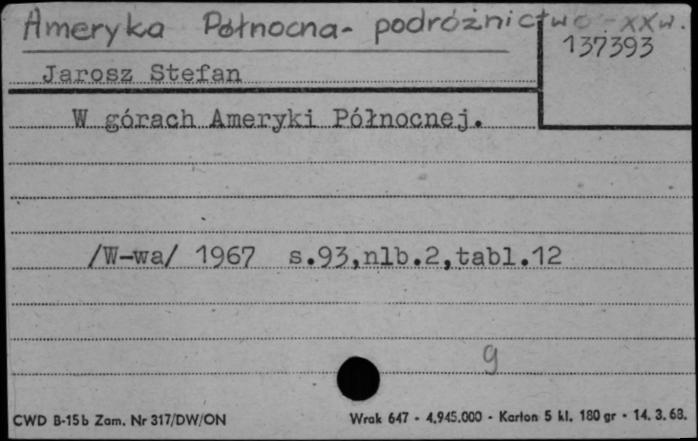 Ameryka Północna - podróżnictwo - XXw.
137393
Jarosz Stefan
W górach Ameryki Północnej.
/W-wa/ 1967 s.93,nlb.2,tabl.12
g
CWD B-15b Zam. Nr 317/DW/ON Wrak 647 - 4.945.000 - Karton 5 kl. 180 gr - 14. 3. 68.